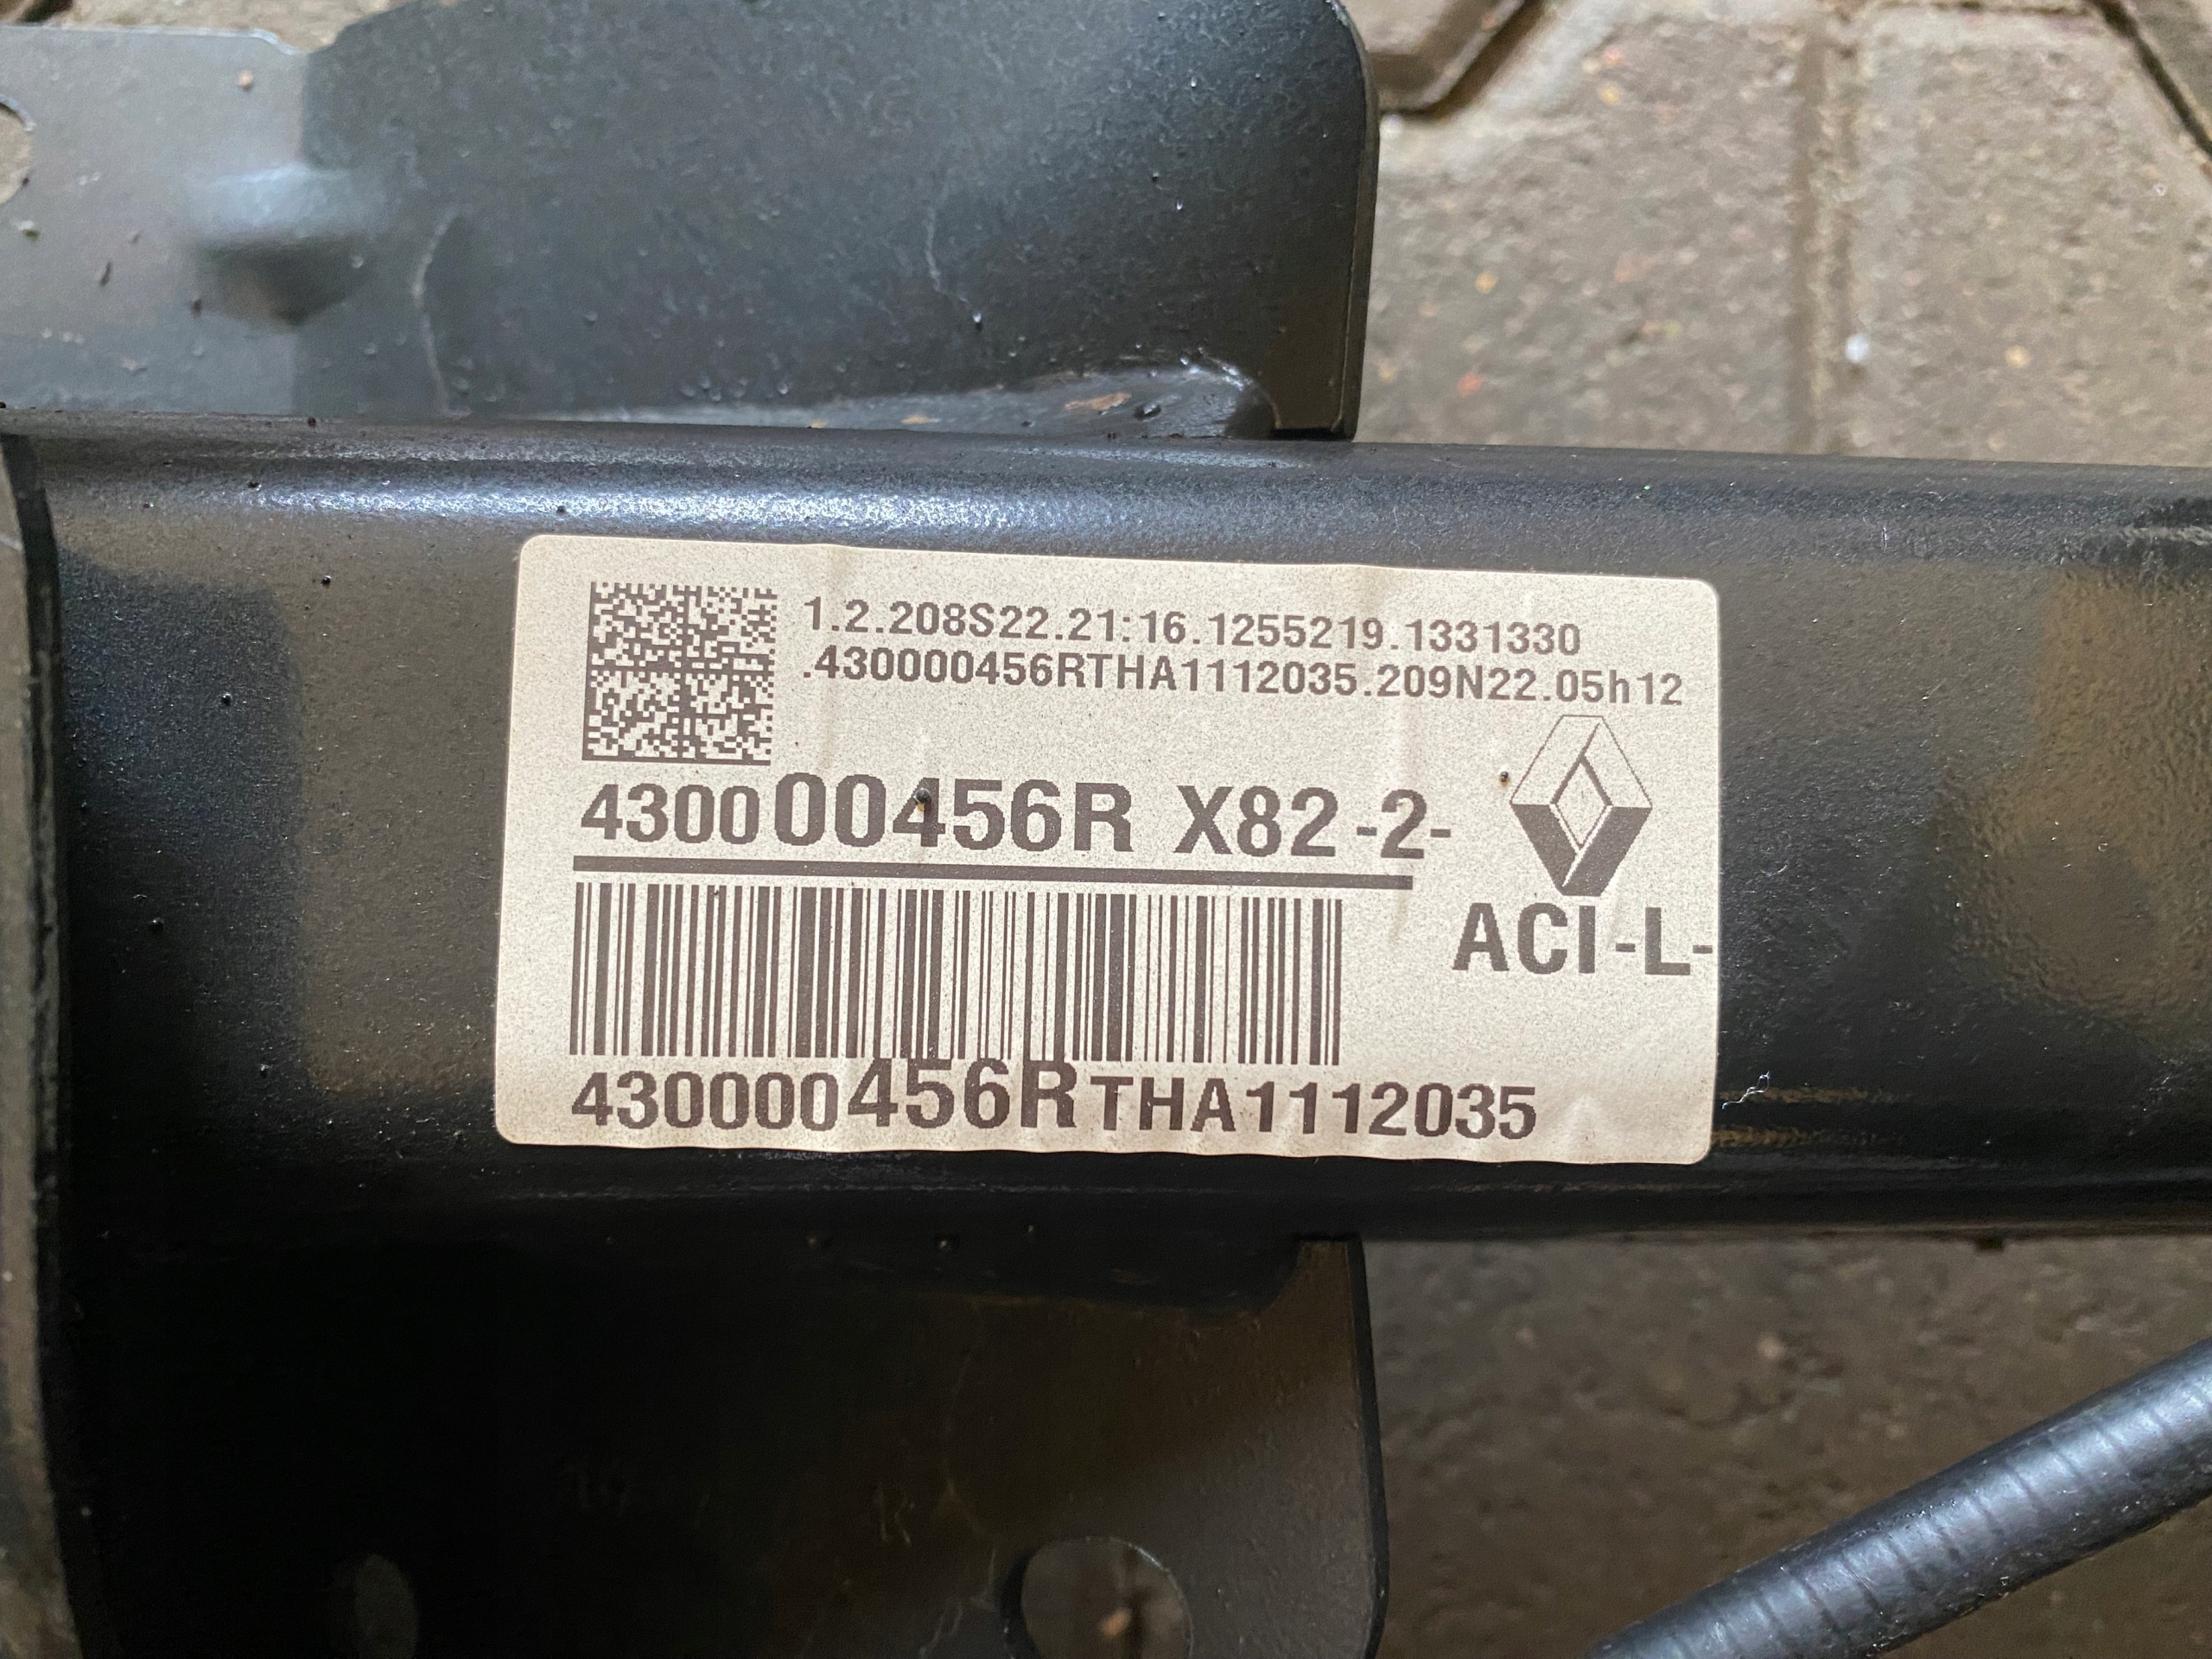 1.2.208S22.21:16.1255219.1331330
.430000456RTHA1112035.209N22.05h12
430000456R X82-2-
ACI-L-
430000456RTHA1112035